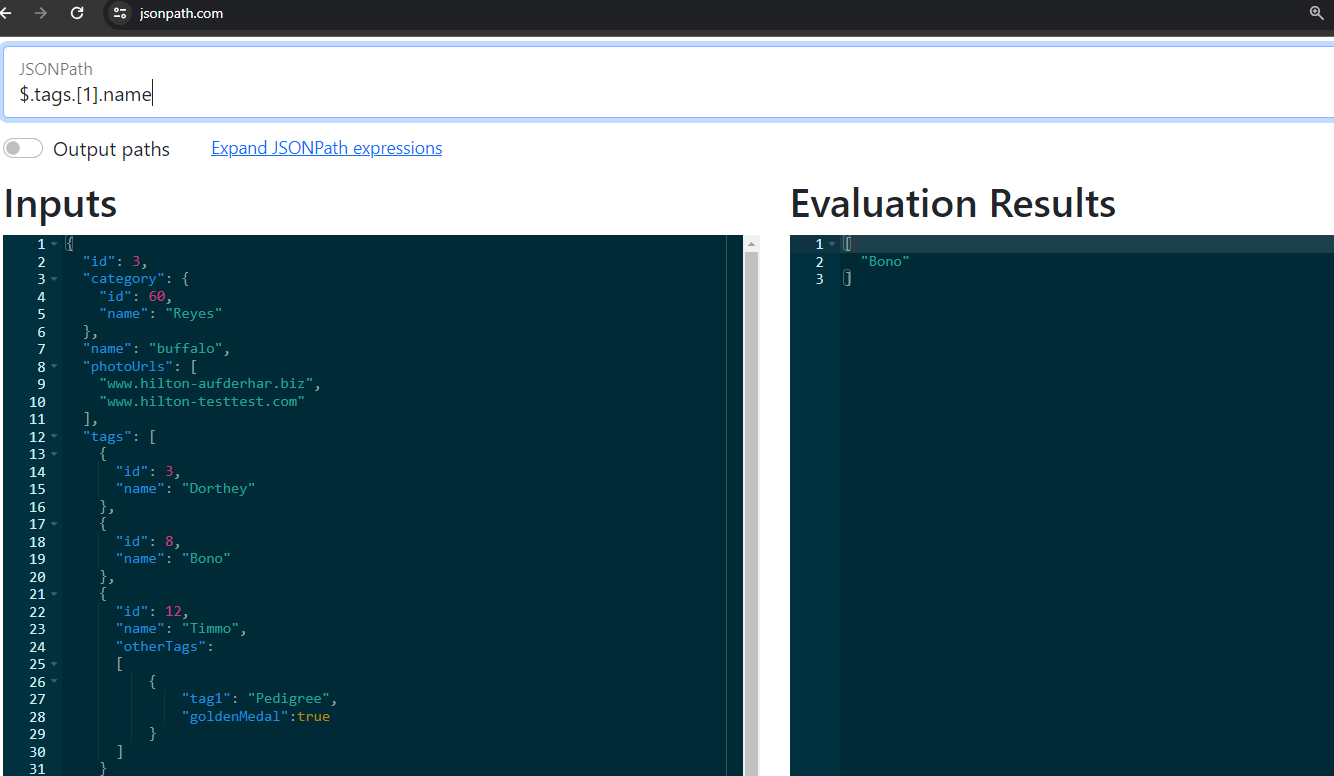 jsonpath.com
JSONPath
$.tags.[1].name
Output paths Expand JSONPath expressions
Inputs
1 {
2 "id": 3,
3 "category": {
4 "id": 60,
5 "name": "Reyes"
6 },
7 "name": "buffalo",
8 "photoUrls": [
9 "www.hilton-aufderhar.biz",
10 "www.hilton-testtest.com"
11 ],
12 "tags": [
13 {
14 "id": 3,
15 "name": "Dorthey"
16 },
17 {
18 "id": 8,
19 "name": "Bono"
20 },
21 {
22 "id": 12,
23 "name": "Timmo",
24 "otherTags":
25 [
26 {
27 "tag1": "Pedigree",
28 "goldenMedal":true
29 }
30 ]
31 }
Evaluation Results
1 [
2 "Bono"
3 ]